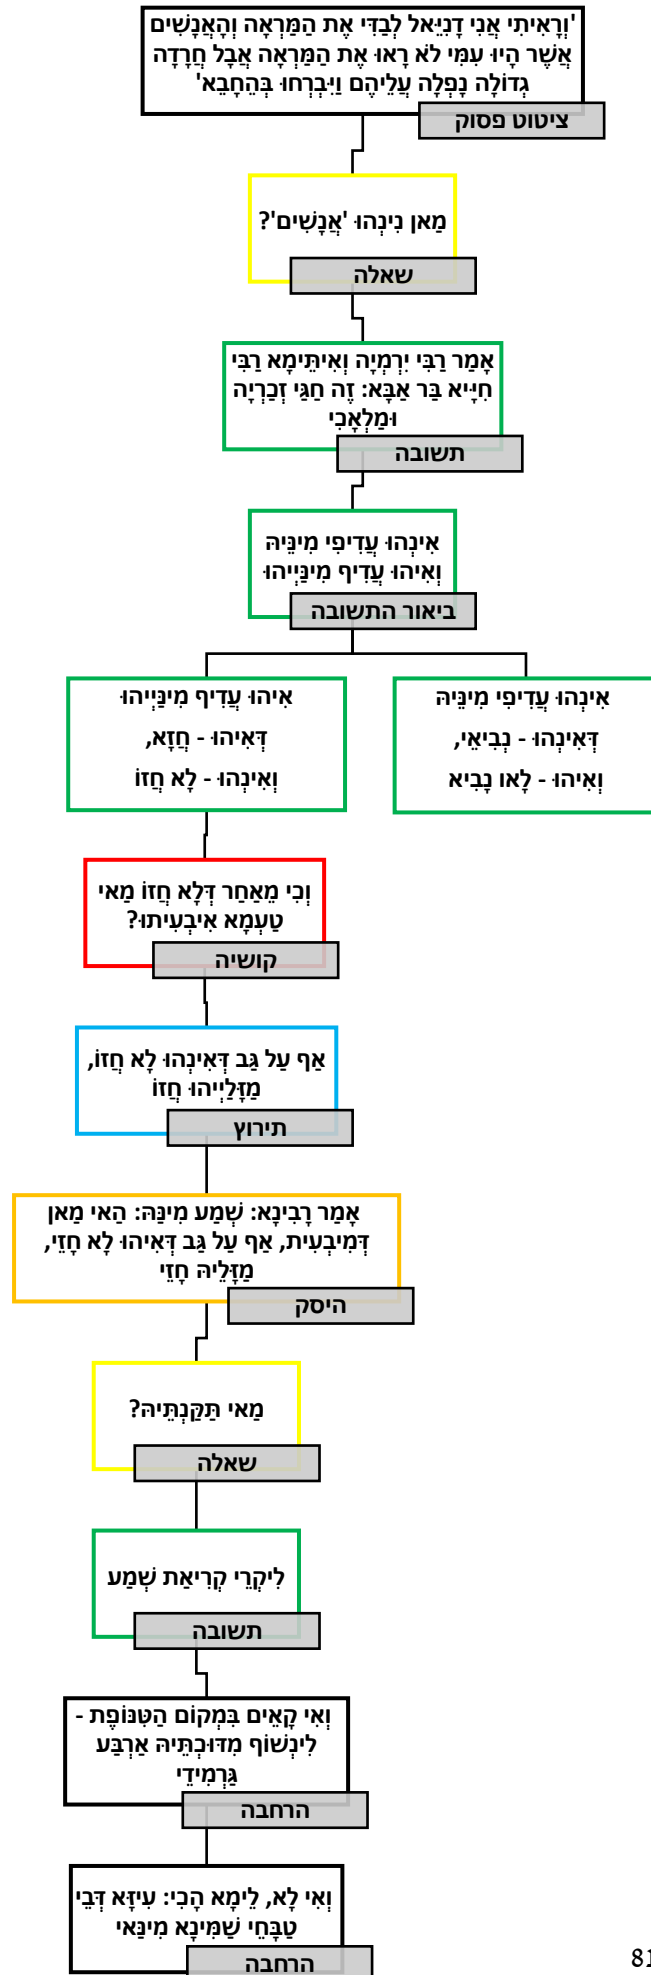 'וְרָאִיתִי אֲנִי דָנִיֵּאל לְבַדִּי אֶת הַמַּרְאָה וְהָאֲנָשִׁים
אֲשֶׁר הָיוּ עִמִּי לֹא רָאוּ אֶת הַמַּרְאָה אֲבָל חֲרָדָה
גְדוֹלָה נָפְלָה עֲלֵיהֶם וַיִּבְרְחוּ בְּהֵחָבֵא'
ציטוט פסוק
מַאן נִינְהוּ 'אֲנָשִׁים'?
שאלה
אָמַר רַבִּי יִרְמְיָה וְאִיתֵּימָא רַבִּי
חִיָּיא בַּר אַבָּא: זֶה חַגַּי זְכַרְיָה
וּמַלְאָכִי
תשובה
אִינְהוּ עֲדִיפִי מִינֵּיהּ
וְאִיהוּ עֲדִיף מִינַּיְיהוּ
ביאור התשובה
אִינְהוּ עֲדִיפִי מִינֵּיהּ
דְּאִינְהוּ - נְבִיאֵי,
וְאִיהוּ - לָאו נָבִיא
אִיהוּ עֲדִיף מִינַּיְיהוּ
דְּאִיהוּ - חֲזָא,
וְאִינְהוּ - לָא חֲזוֹ
וְכִי מֵאַחַר דְּלָא חֲזוֹ מַאי
טַעְמָא אִיבְּעִיתוּ?
קושיה
אַף עַל גַּב דְּאִינְהוּ לָא חֲזוֹ,
מַזָּלַיְיהוּ חֲזוֹ
תירוץ
אָמַר רָבִינָא: שְׁמַע מִינַּהּ: הַאי מַאן
דְּמִיבְעִית, אַף עַל גַּב דְּאִיהוּ לָא חָזֵי,
מַזָּלֵיהּ חָזֵי
היסק
מַאי תַּקַּנְתֵּיהּ?
שאלה
לִיקְרֵי קְרִיאַת שְׁמַע
תשובה
וְאִי קָאֵים בִּמְקוֹם הַטִּנּוֹפֶת -
לִינְשׁוֹף מִדּוּכְתֵּיהּ אַרְבַּע
גַּרְמִידֵי
הרחבה
וְאִי לָא, לֵימָא הָכִי: עִיזָּא דְּבֵי
טַבָּחֵי שַׁמִּינָא מִינַּאי
הרחבה
81